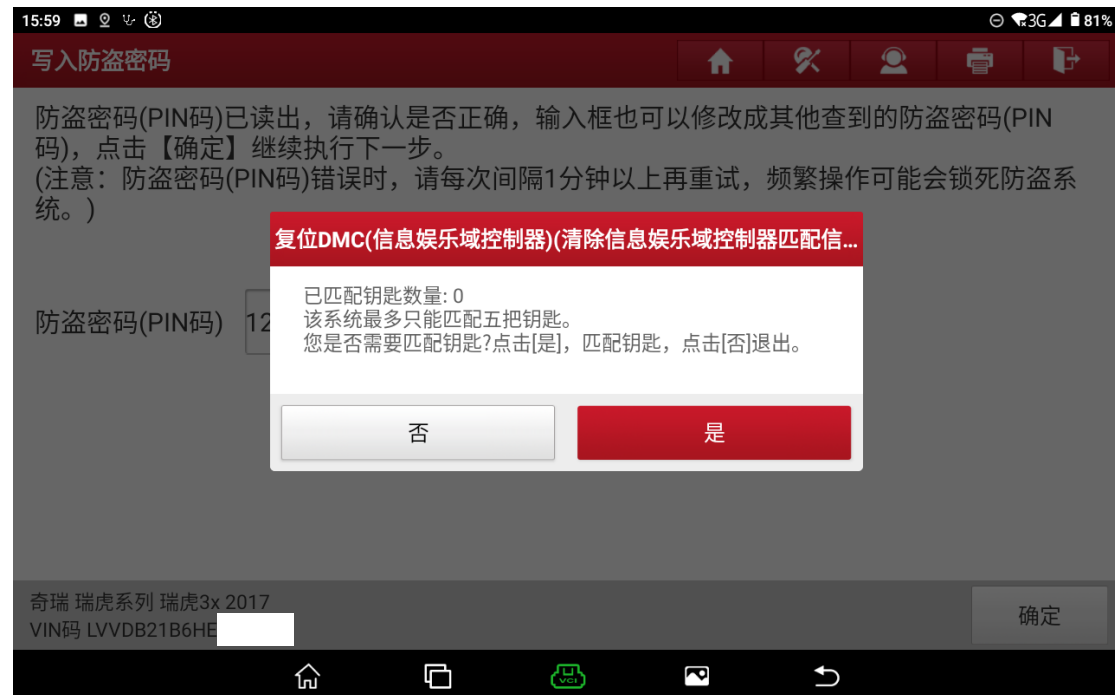 15:59
3G
81%
写入防盗密码
防盗密码(PIN码)已读出，请确认是否正确，输入框也可以修改成其他查到的防盗密码(PIN
码)，点击【确定】继续执行下一步。
(注意：防盗密码(PIN码)错误时，请每次间隔1分钟以上再重试，频繁操作可能会锁死防盗系
统。)
复位DMC(信息娱乐域控制器)(清除信息娱乐域控制器匹配信...
已匹配钥匙数量: 0
该系统最多只能匹配五把钥匙。
您是否需要匹配钥匙?点击[是]，匹配钥匙，点击[否]退出。
防盗密码(PIN码)
12
否
是
奇瑞 瑞虎系列 瑞虎3x 2017
VIN码 LVVDB21B6HE
确定
VCI